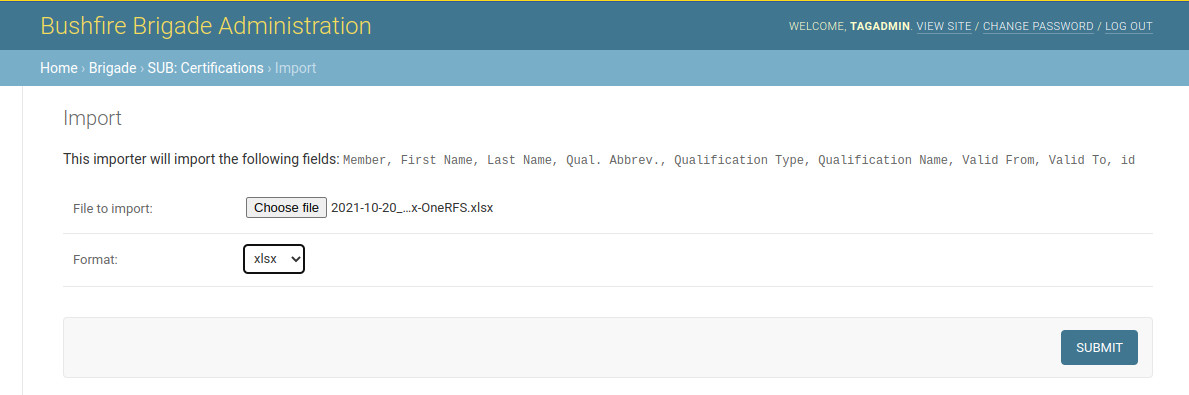 Bushfire Brigade Administration
WELCOME, TAGADMIN. VIEW SITE / CHANGE PASSWORD / LOG OUT
Home › Brigade › SUB: Certifications › Import
Import
This importer will import the following fields: Member, First Name, Last Name, Qual. Abbrev., Qualification Type, Qualification Name, Valid From, Valid To, id
File to import: Choose file 2021-10-20_...x-OneRFS.xlsx
Format: xlsx
SUBMIT